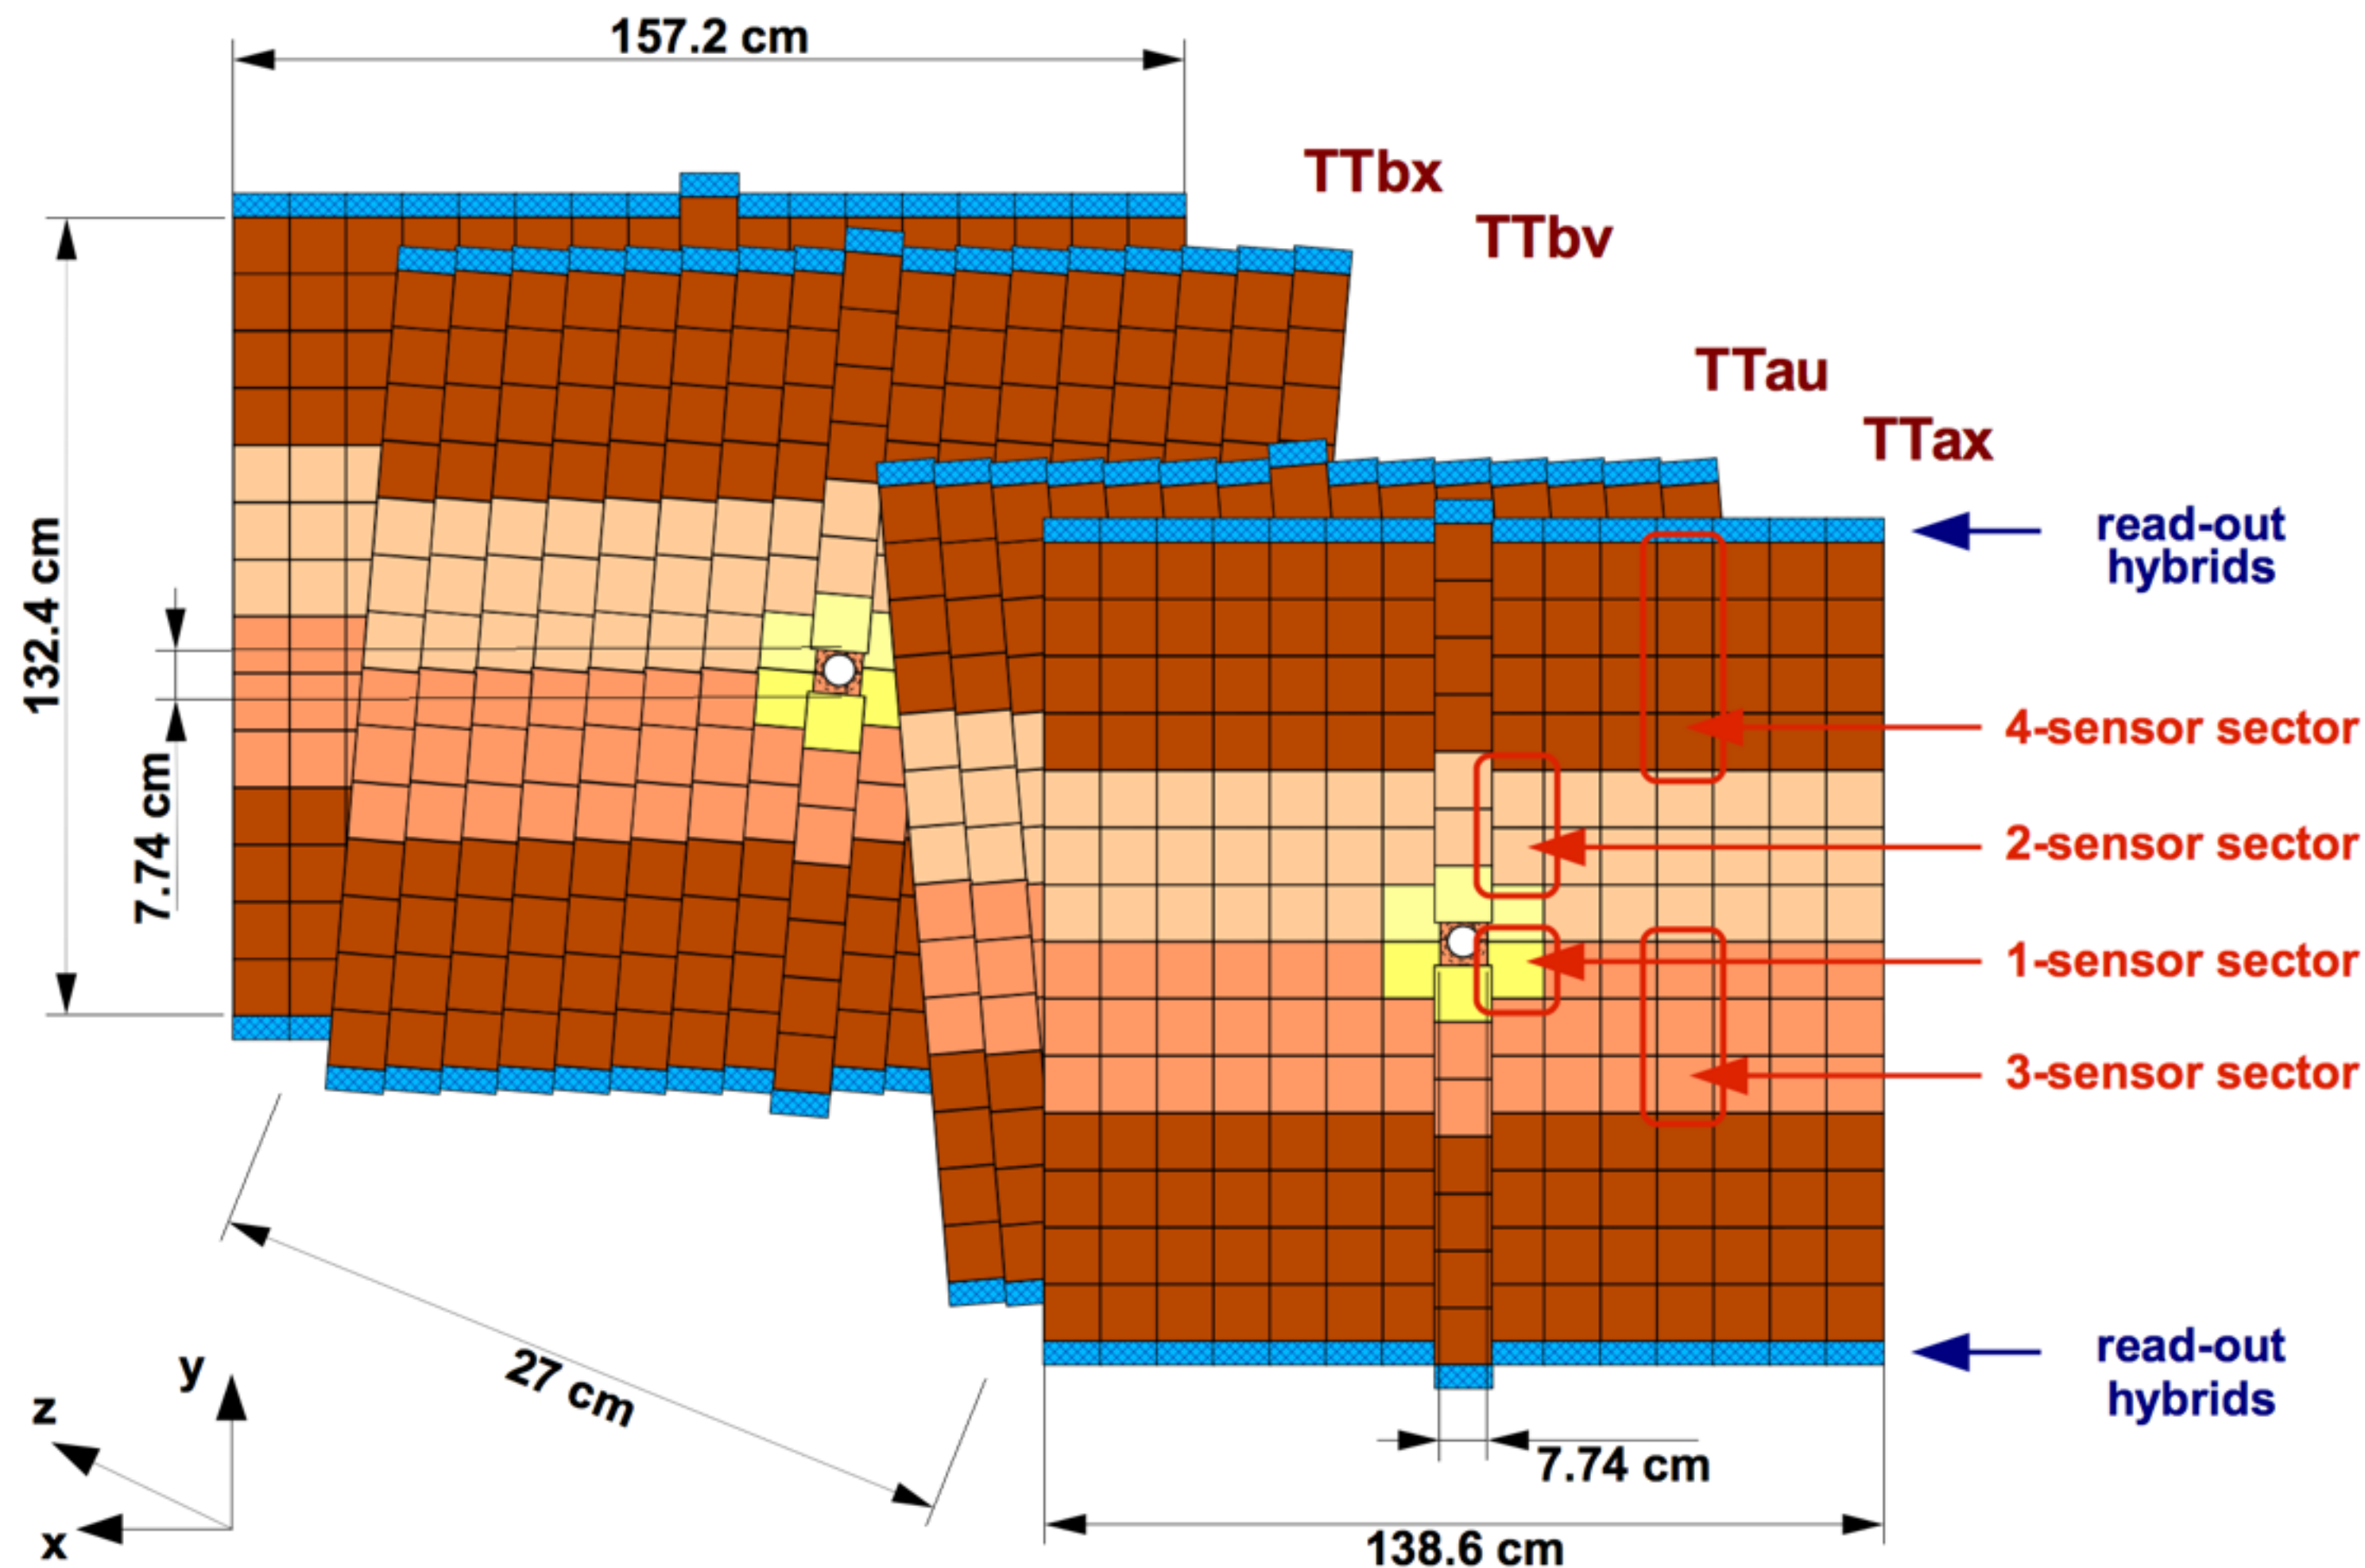 157.2 cm
TTbx
TTbv
TTau
TTax
read-out
hybrids
132.4 cm
7.74 cm
4-sensor sector
2-sensor sector
1-sensor sector
3-sensor sector
read-out
hybrids
27 cm
y
z
x
7.74 cm
138.6 cm